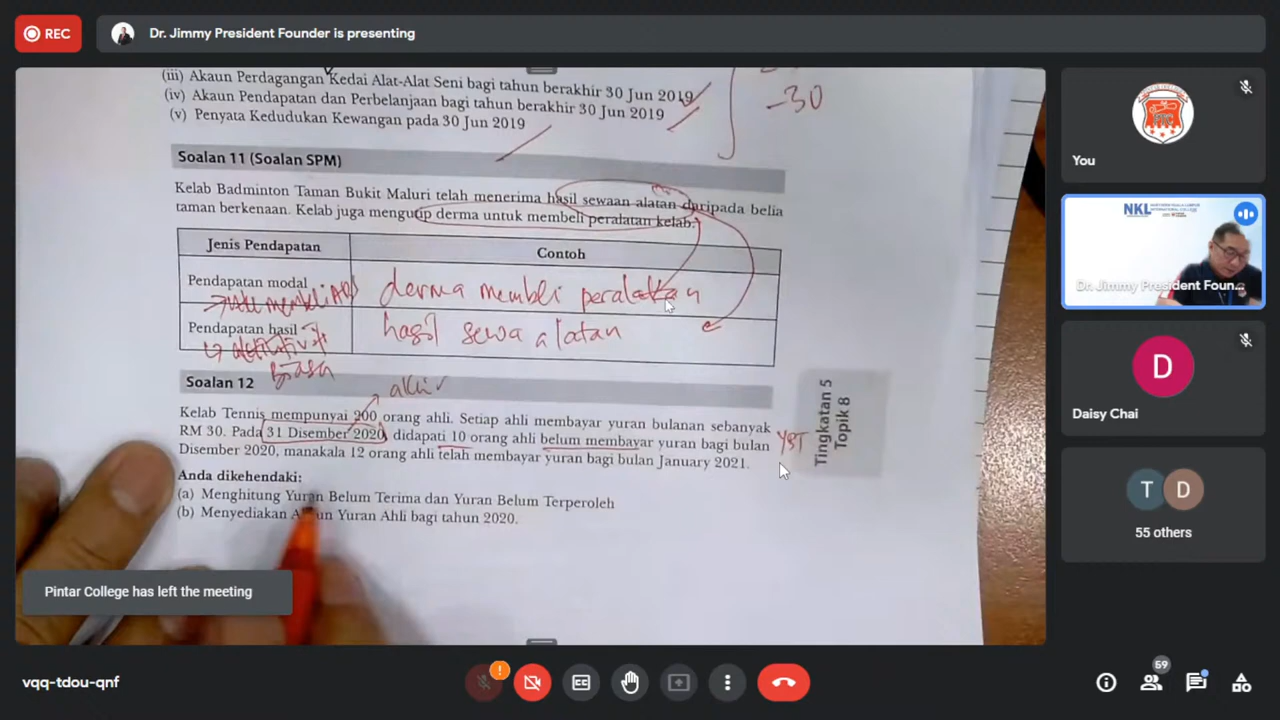 REC
Dr. Jimmy President Founder is presenting
(iii) Akaun Perdagangan Kedai Alat-Alat Seni bagi tahun berakhir 30 Jun 2019
(iv) Akaun Pendapatan dan Perbelanjaan bagi tahun berakhir 30 Jun 2019
(v) Penyata Kedudukan Kewangan pada 30 Jun 2019
-30
Soalan 11 (Soalan SPM)
Kelab Badminton Taman Bukit Maluri telah menerima hasil sewaan alatan daripada belia
taman berkenaan. Kelab juga mengutip derma untuk membeli peralatan kelab.
Jenis Pendapatan
Contoh
Pendapatan modal
derma membeli peralatan
Pendapatan hasil
hasil sewa alatan
biasa
Soalan 12
akhir
Kelab Tennis mempunyai 200 orang ahli. Setiap ahli membayar yuran bulanan sebanyak
RM 30. Pada 31 Disember 2020, didapati 10 orang ahli belum membayar yuran bagi bulan
YBT
Disember 2020, manakala 12 orang ahli telah membayar yuran bagi bulan January 2021.
Anda dikehendaki:
(a) Menghitung Yuran Belum Terima dan Yuran Belum Terperoleh
(b) Menyediakan Akaun Yuran Ahli bagi tahun 2020.
Tingkatan 5
Topik 8
Pintar College has left the meeting
You
NKL
Dr. Jimmy President Foun...
D
Daisy Chai
T
D
55 others
vqq-tdou-qnf
59